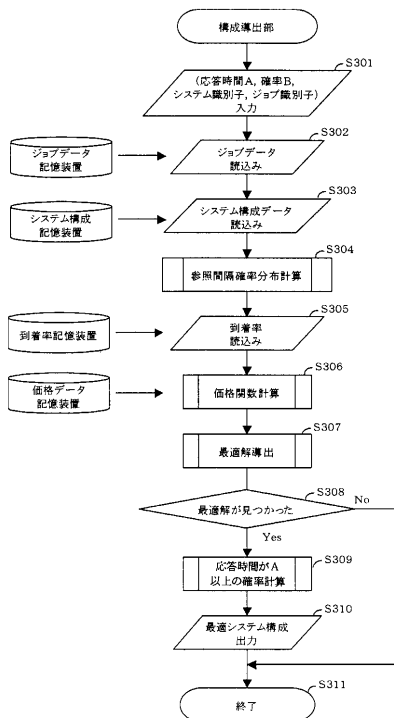 構成導出部
S301
(応答時間A, 確率B,
システム識別子, ジョブ識別子)
入力
S302
ジョブデータ
記憶装置
ジョブデータ
読込み
S303
システム構成
記憶装置
システム構成データ
読込み
S304
参照間隔確率分布計算
S305
到着率記憶装置
到着率
読込み
S306
価格データ
記憶装置
価格関数計算
S307
最適解導出
S308
最適解が見つかった
No
Yes
S309
応答時間がA
以上の確率計算
S310
最適システム構成
出力
S311
終了